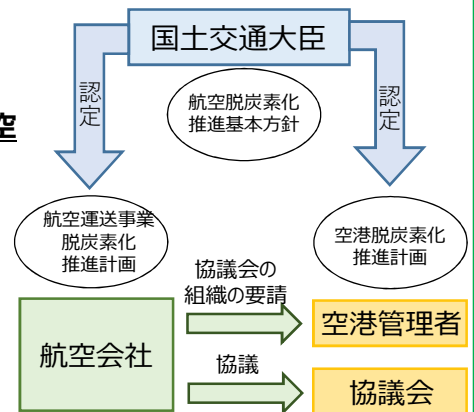 国土交通大臣
認定
航空脱炭素化
推進基本方針
認定
空
航空運送事業
脱炭素化
推進計画
空港脱炭素化
推進計画
協議会の
組織の要請
航空会社
空港管理者
協議
協議会